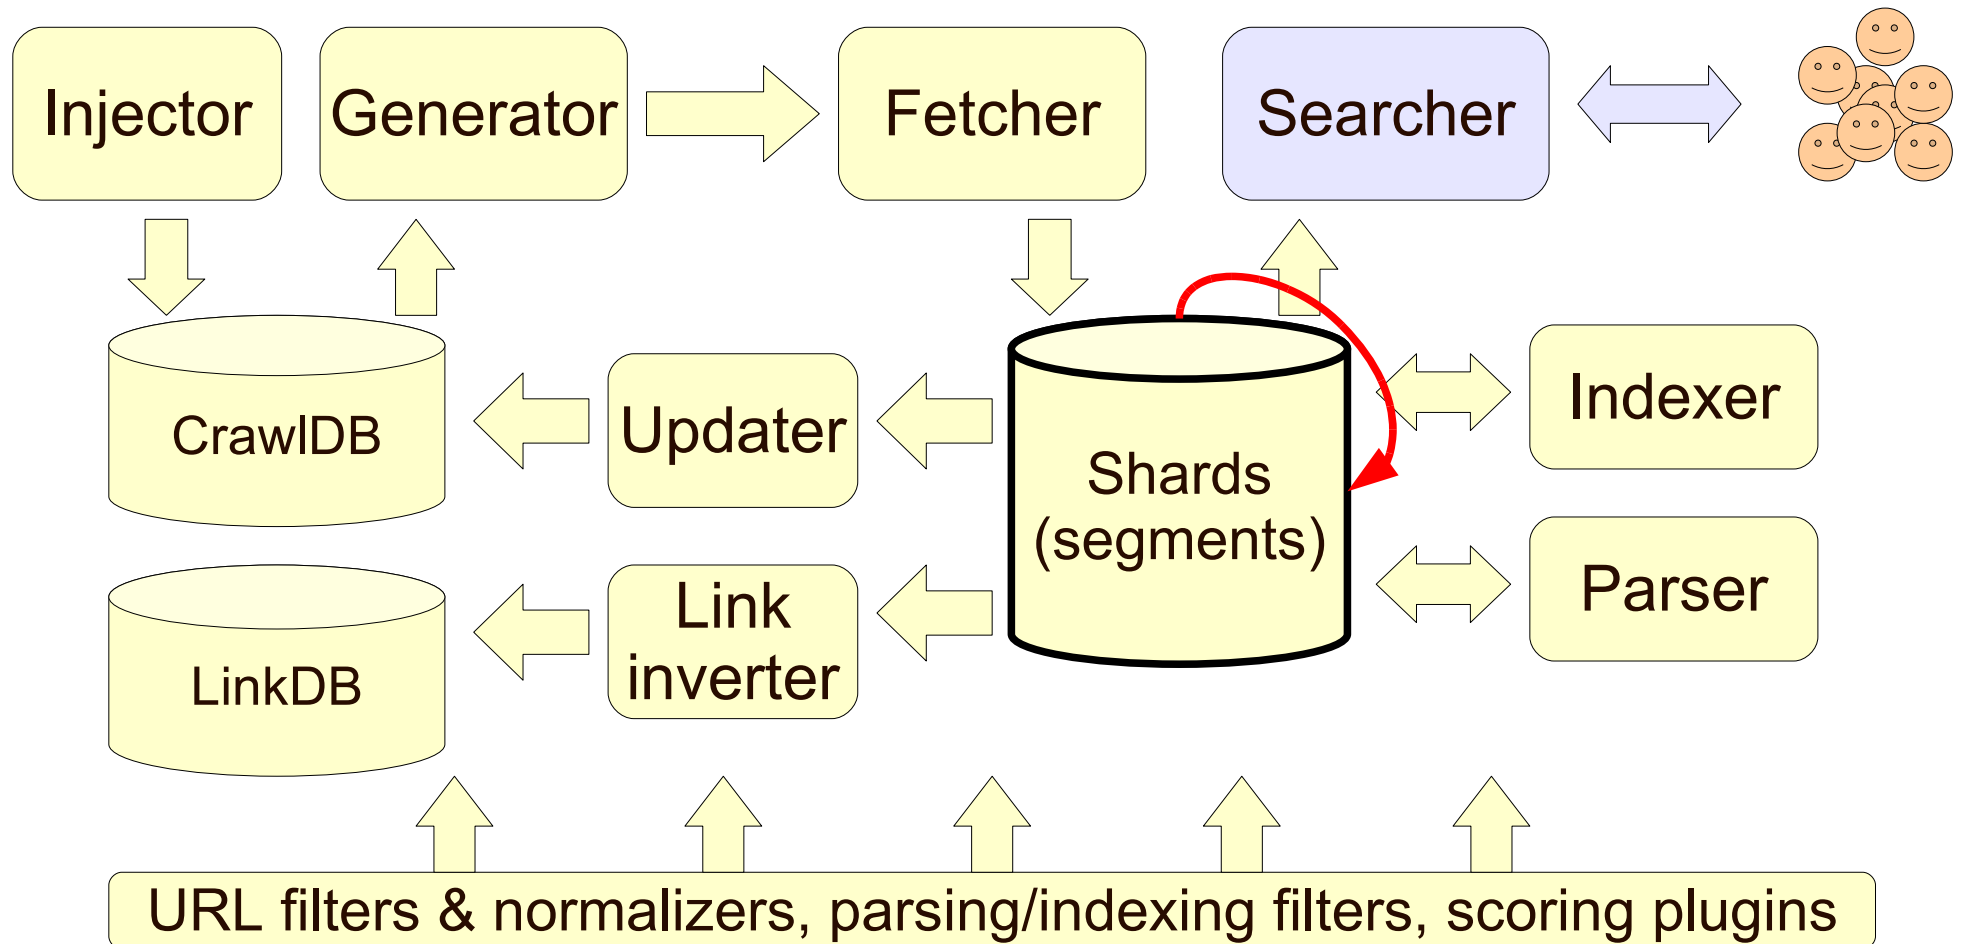 Injector
Generator
Fetcher
Searcher
CrawlDB
Updater
Shards
(segments)
Indexer
LinkDB
Link
inverter
Parser
URL filters & normalizers, parsing/indexing filters, scoring plugins